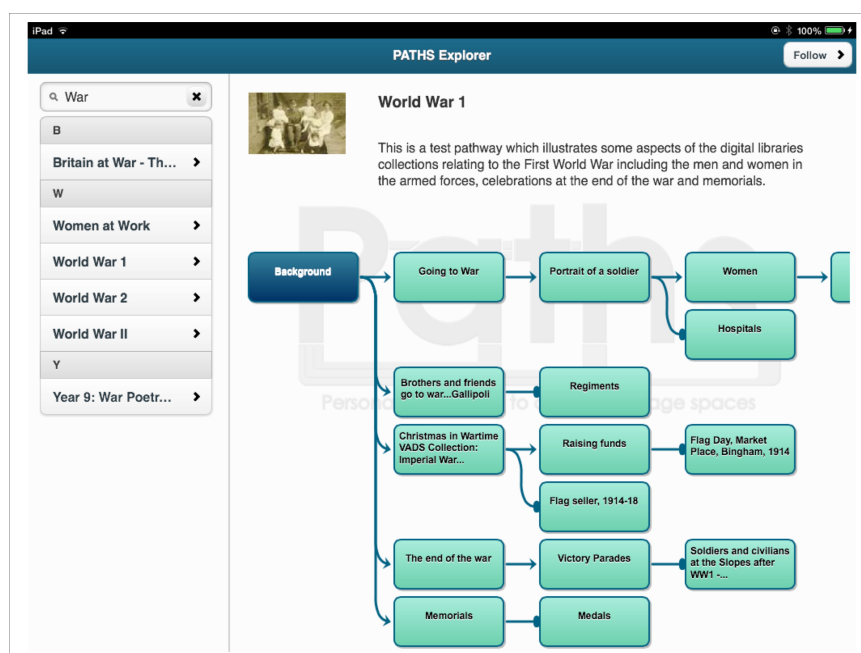 iPad
100%
PATHS Explorer
Follow
War
B
Britain at War - Th...
W
Women at Work
World War 1
World War 2
World War II
Y
Year 9: War Poetr...
World War 1
This is a test pathway which illustrates some aspects of the digital libraries
collections relating to the First World War including the men and women in
the armed forces, celebrations at the end of the war and memorials.
Paths
Background
Going to War
Portrait of a soldier
Women
Hospitals
Brothers and friends
go to war...Gallipoli
Regiments
age spaces
Christmas in Wartime
VADS Collection:
Imperial War...
Raising funds
Flag Day, Market
Place, Bingham, 1914
Flag seller, 1914-18
The end of the war
Victory Parades
Soldiers and civilians
at the Slopes after
WW1 -...
Memorials
Medals